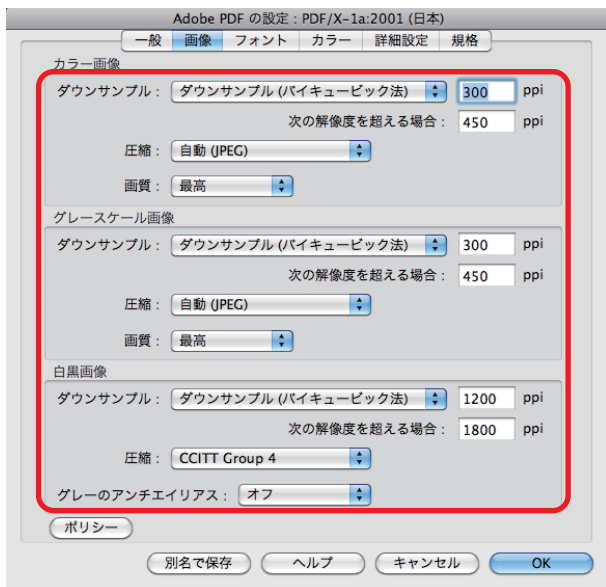 Adobe PDF の設定 : PDF/X-1a:2001 (日本)
一般 画像 フォント カラー 詳細設定 規格
カラー画像
ダウンサンプル : ダウンサンプル (バイキュービック法) 300 ppi
次の解像度を超える場合 : 450 ppi
圧縮 : 自動 (JPEG)
画質 : 最高
グレースケール画像
ダウンサンプル : ダウンサンプル (バイキュービック法) 300 ppi
次の解像度を超える場合 : 450 ppi
圧縮 : 自動 (JPEG)
画質 : 最高
白黒画像
ダウンサンプル : ダウンサンプル (バイキュービック法) 1200 ppi
次の解像度を超える場合 : 1800 ppi
圧縮 : CCITT Group 4
グレーのアンチエイリアス : オフ
ポリシー
別名で保存 ヘルプ キャンセル OK